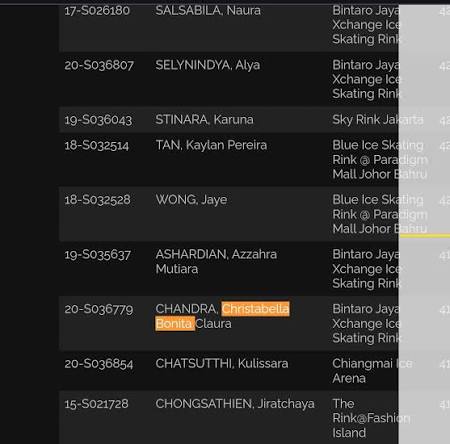 17-S026180 SALSABILA, Naura Bintaro Jaya
Xchange Ice
Skating Rink
20-S036807 SELYNINDYA, Alya Bintaro Jaya
Xchange Ice
Skating Rink
19-S036043 STINARA, Karuna Sky Rink Jakarta
18-S032514 TAN, Kaylan Pereira Blue Ice Skating
Rink @ Paradigm
Mall Johor Bahru
18-S032528 WONG, Jaye Blue Ice Skating
Rink @ Paradigm
Mall Johor Bahru
19-S035637 ASHARDIAN, Azzahra Bintaro Jaya
Mutiara Xchange Ice
Skating Rink
20-S036779 CHANDRA, Christabella Bintaro Jaya
Bonita Claura Xchange Ice
Skating Rink
20-S036854 CHATSUTTHI, Kulissara Chiangmai Ice
Arena
15-S021728 CHONGSATHIEN, Jiratchaya The
Rink@Fashion
Island